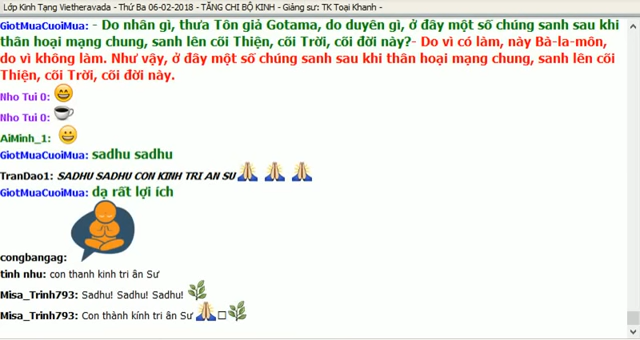 Lớp Kinh Tạng Vietheravada - Thứ Ba 06-02-2018 - TĂNG CHI BỘ KINH - Giảng sư: TK Toại Khanh -
GiotMuaCuoiMua: - Do nhân gì, thưa Tôn giả Gotama, do duyên gì, ở đây một số chúng sanh sau khi
thân hoại mạng chung, sanh lên cõi Thiện, cõi Trời, cõi đời này?- Do vì có làm, này Bà-la-môn,
do vì không làm. Như vậy, ở đây một số chúng sanh sau khi thân hoại mạng chung, sanh lên cõi
Thiện, cõi Trời, cõi đời này.
Nho Tui 0:
Nho Tui 0:
AiMinh_1:
GiotMuaCuoiMua: sadhu sadhu
TranDao1: SADHU SADHU CON KINH TRI AN SU
GiotMuaCuoiMua: dạ rất lợi ích
congbangag:
tinh nhu: con thanh kinh tri ân Sư
Misa_Trinh793: Sadhu! Sadhu! Sadhu!
Misa_Trinh793: Con thành kính tri ân Sư